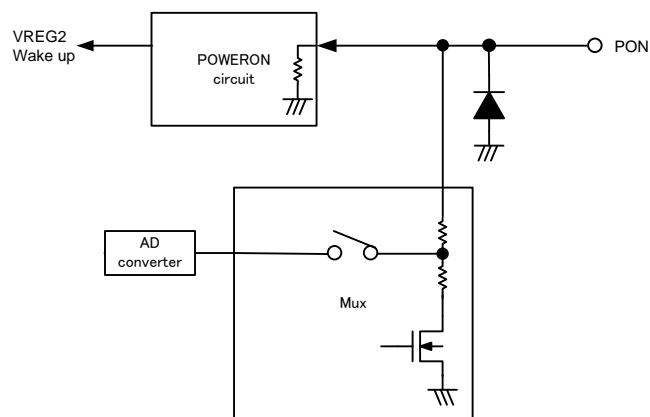 VREG2
Wake up
POWERON
circuit
PON
AD
converter
Mux